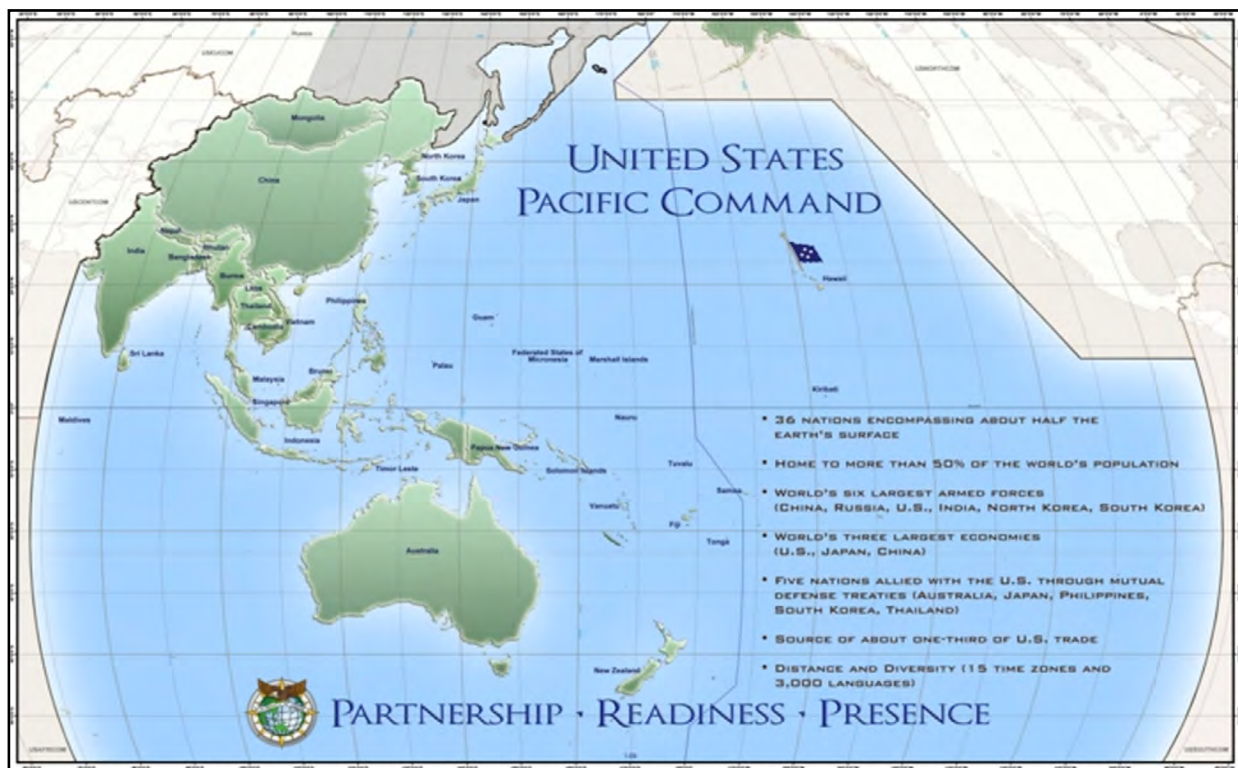 Russia
USEUCOM
USNORTHCOM
Mongolia
UNITED STATES
PACIFIC COMMAND
North Korea
South Korea
China
Japan
USCENTCOM
Nepal
Bhutan
India
Bangladesh
Burma
Hawaii
Laos
Thailand
Philippines
Vietnam
Cambodia
Guam
Sri Lanka
Federated States of
Micronesia
Marshall Islands
Palau
Malaysia
Brunei
Singapore
Kiribati
Maldives
Nauru
Indonesia
Papua New Guinea
Timor Leste
Solomon Islands
Tuvalu
Samoa
Vanuatu
Fiji
Tonga
Australia
New Zealand
• 36 NATIONS ENCOMPASSING ABOUT HALF THE
EARTH'S SURFACE
• HOME TO MORE THAN 50% OF THE WORLD'S POPULATION
• WORLD'S SIX LARGEST ARMED FORCES
(CHINA, RUSSIA, U.S., INDIA, NORTH KOREA, SOUTH KOREA)
• WORLD'S THREE LARGEST ECONOMIES
(U.S., JAPAN, CHINA)
• FIVE NATIONS ALLIED WITH THE U.S. THROUGH MUTUAL
DEFENSE TREATIES (AUSTRALIA, JAPAN, PHILIPPINES,
SOUTH KOREA, THAILAND)
• SOURCE OF ABOUT ONE-THIRD OF U.S. TRADE
• DISTANCE AND DIVERSITY (15 TIME ZONES AND
3,000 LANGUAGES)
PARTNERSHIP · READINESS · PRESENCE
USAFRICOM
USSOUTHCOM